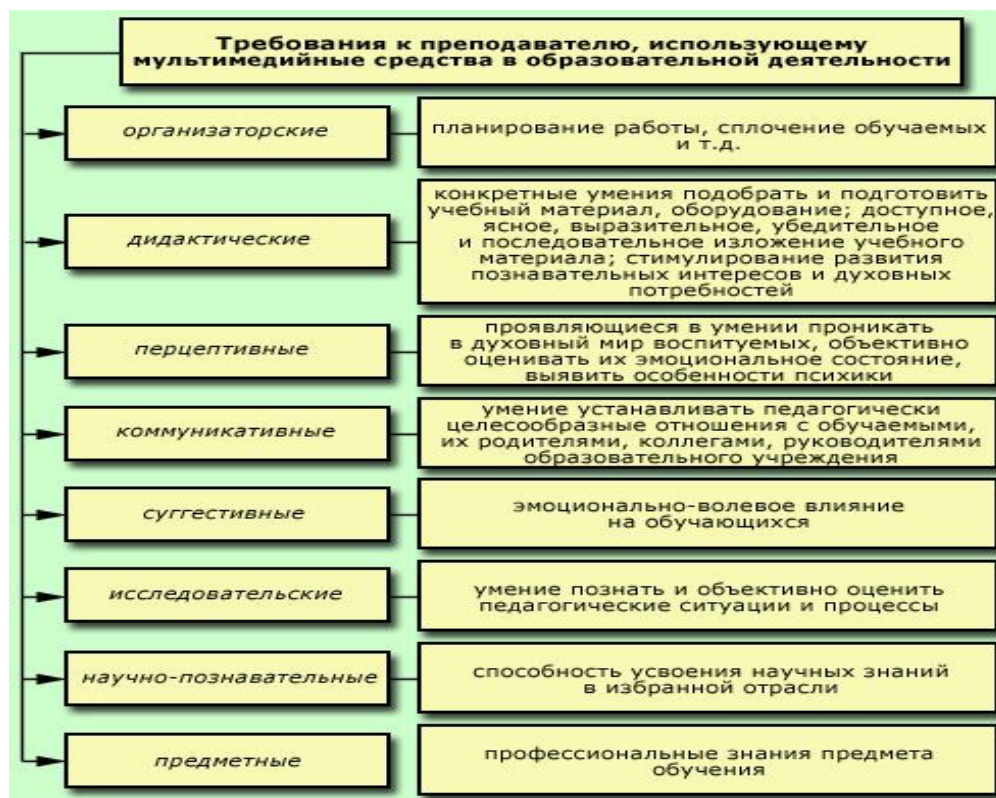 Требования к преподавателю, использующему
мультимедийные средства в образовательной деятельности
организаторские
планирование работы, сплочение обучаемых
и т.д.
дидактические
конкретные умения подобрать и подготовить
учебный материал, оборудование; доступное,
ясное, выразительное, убедительное
и последовательное изложение учебного
материала; стимулирование развития
познавательных интересов и духовных
потребностей
перцептивные
проявляющиеся в умении проникать
в духовный мир воспитуемых, объективно
оценивать их эмоциональное состояние,
выявить особенности психики
коммуникативные
умение устанавливать педагогически
целесообразные отношения с обучаемыми,
их родителями, коллегами, руководителями
образовательного учреждения
суггестивные
эмоционально-волевое влияние
на обучающихся
исследовательские
умение познать и объективно оценить
педагогические ситуации и процессы
научно-познавательные
способность усвоения научных знаний
в избранной отрасли
предметные
профессиональные знания предмета
обучения